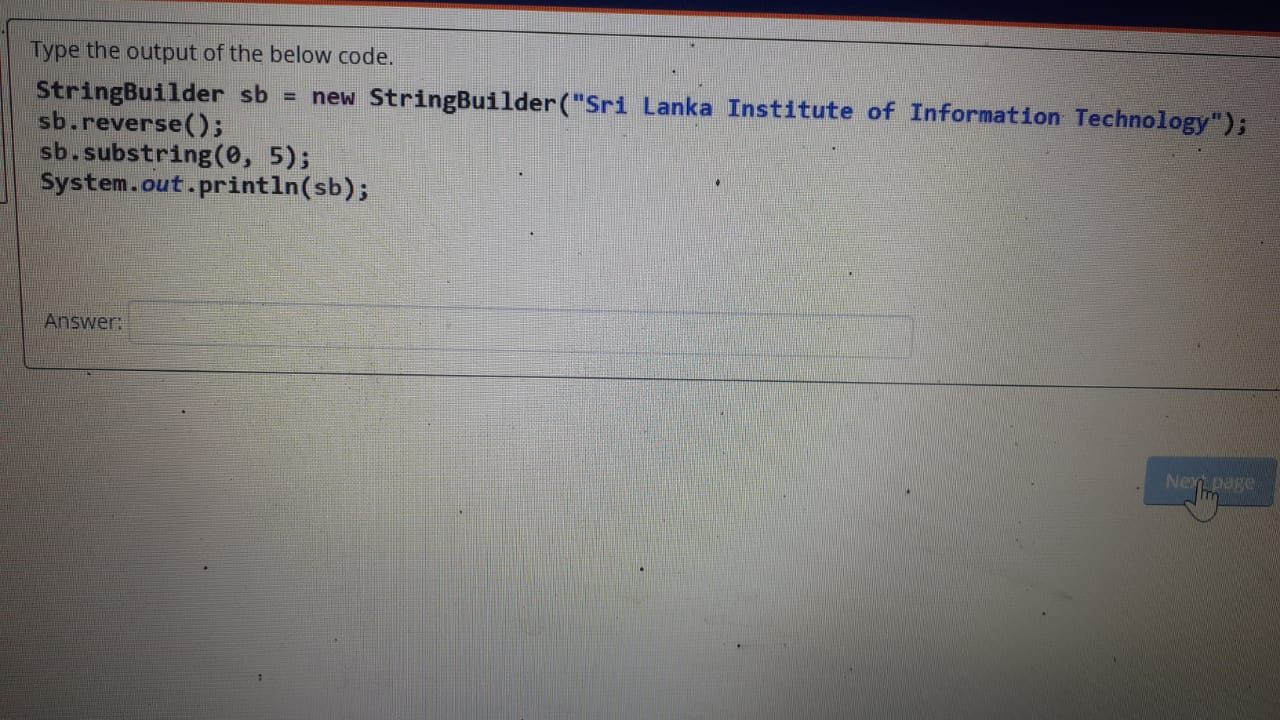 Type the output of the below code.
StringBuilder sb = new StringBuilder("Sri Lanka Institute of Information Technology");
sb.reverse();
sb.substring(0, 5);
System.out.println(sb);
Answer:
Next page